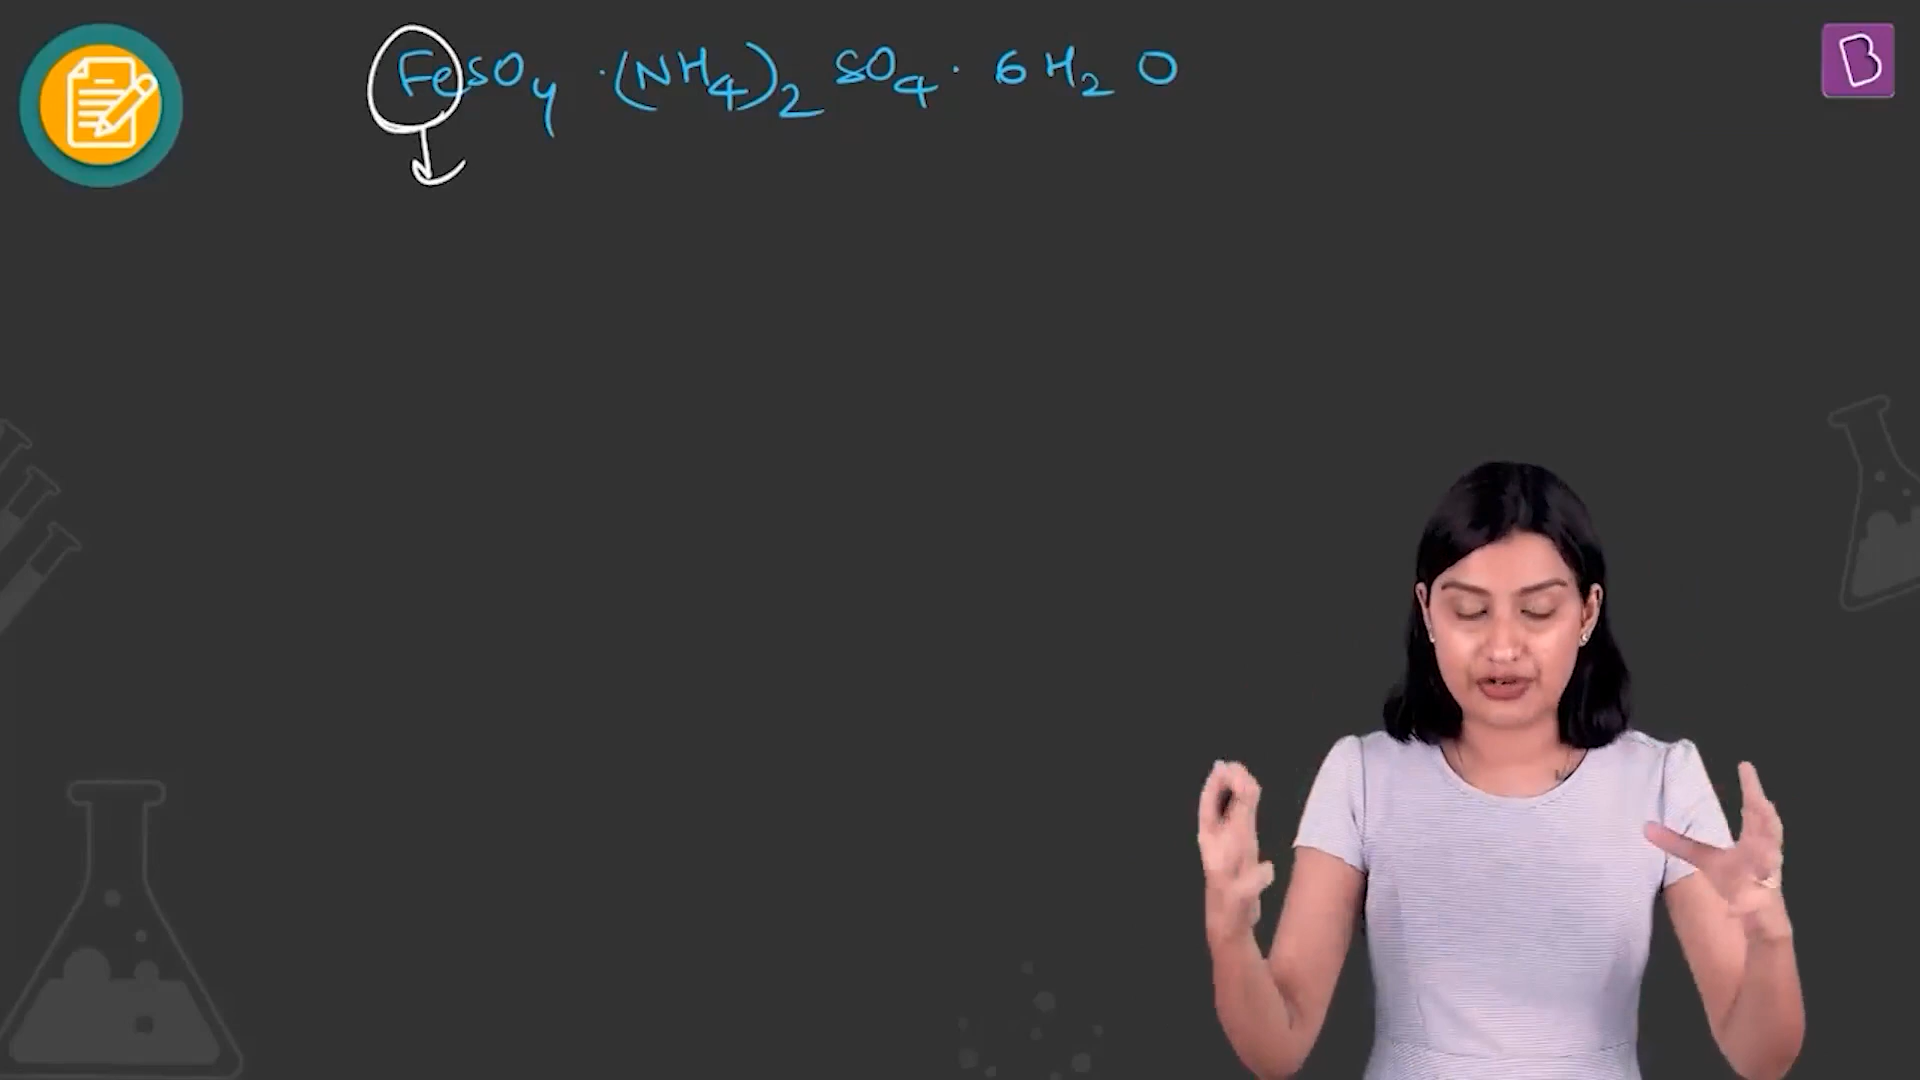 FeSO₄ · (NH₄)₂ SO₄ · 6 H₂ O
B